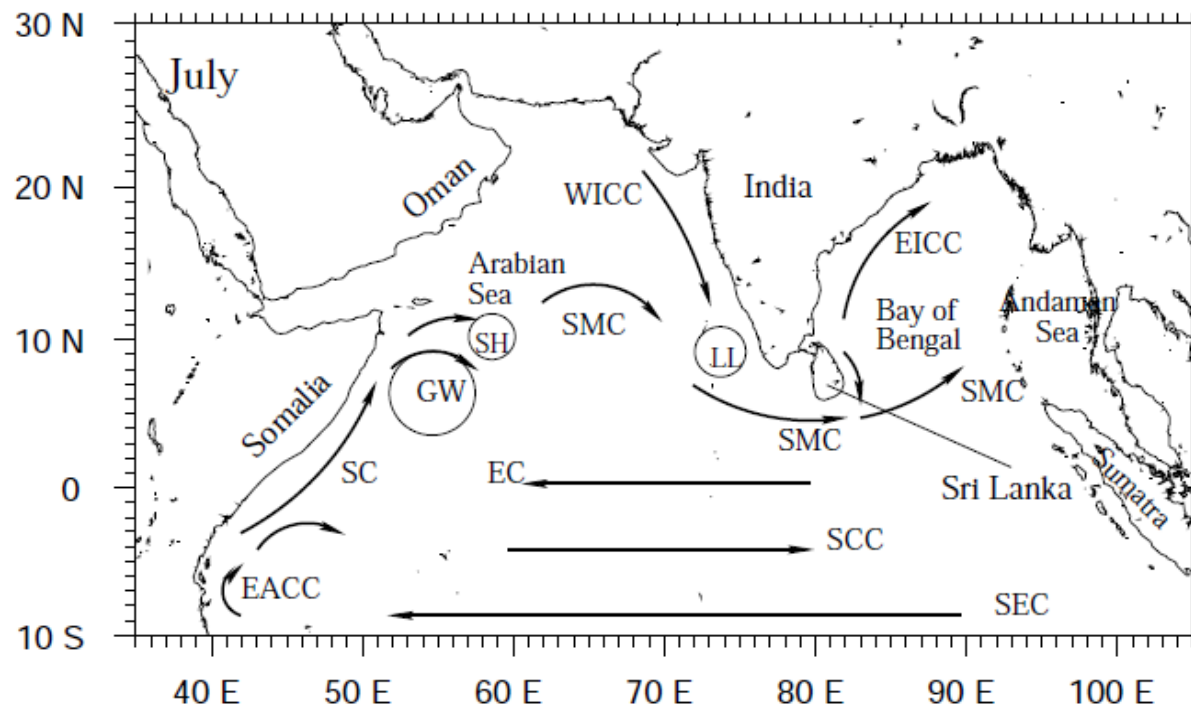 30 N
July
20 N
Oman
WICC
India
EICC
Arabian
Sea
SMC
Bay of
Bengal
Andaman
Sea
10 N
SH
LL
GW
SMC
Somalia
SMC
SC
EC
Sri Lanka
Sumatra
0
SCC
EACC
SEC
10 S
40 E
50 E
60 E
70 E
80 E
90 E
100 E